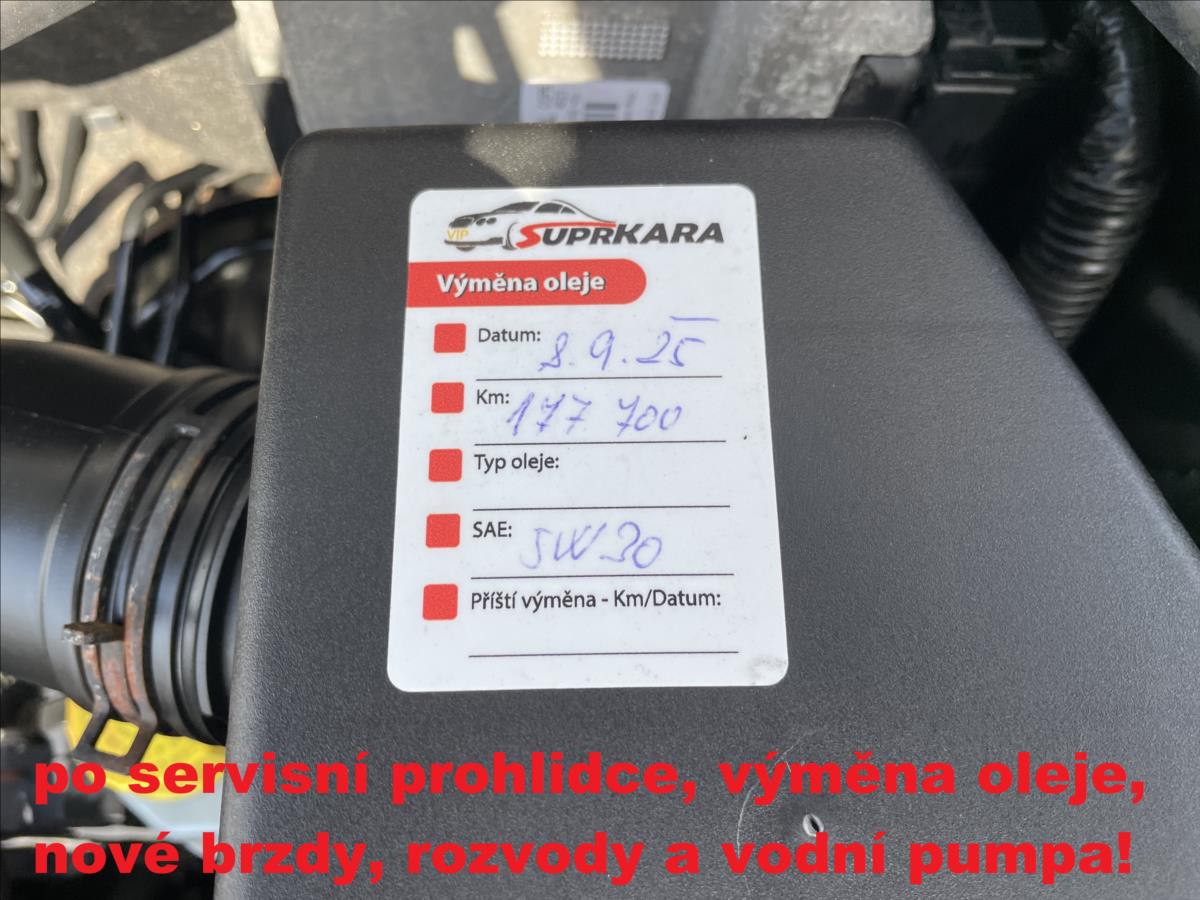 VIP SUPRKARA
Výměna oleje
Datum: 8.9.25
Km: 177 700
Typ oleje:
SAE: 5W30
Příští výměna - Km/Datum:
po servisní prohlidce, výměna oleje,
nové brzdy, rozvody a vodní pumpa!